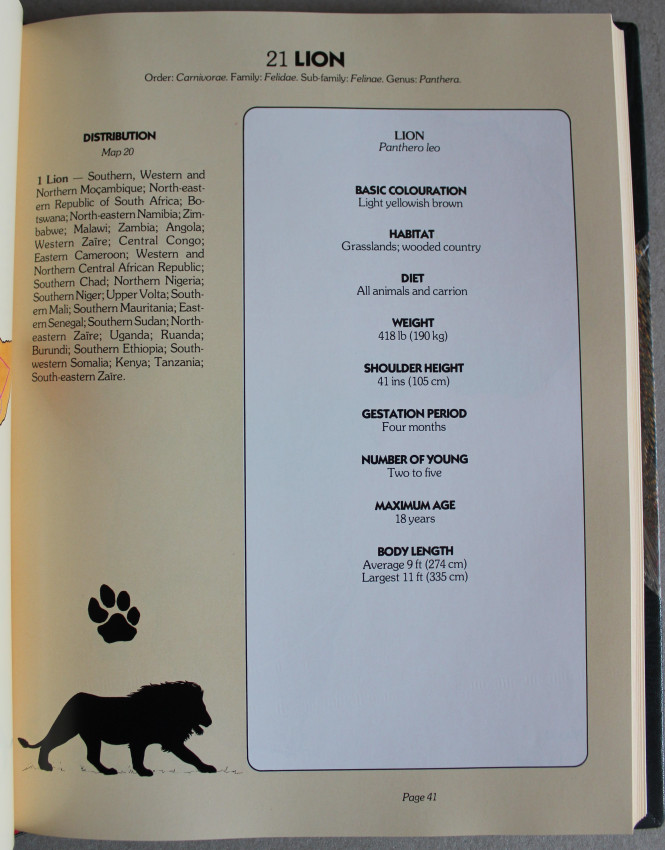 21 LION
Order: Carnivorae. Family: Felidae. Sub-family: Felinae. Genus: Panthera.
DISTRIBUTION
Map 20
1 Lion — Southern, Western and
Northern Moçambique; North-east-
ern Republic of South Africa; Bo-
tswana; North-eastern Namibia; Zim-
babwe; Malawi; Zambia; Angola;
Western Zaïre; Central Congo;
Eastern Cameroon; Western and
Northern Central African Republic;
Southern Chad; Northern Nigeria;
Southern Niger; Upper Volta; South-
ern Mali; Southern Mauritania; East-
ern Senegal; Southern Sudan; North-
eastern Zaïre; Uganda; Ruanda;
Burundi; Southern Ethiopia; South-
western Somalia; Kenya; Tanzania;
South-eastern Zaïre.
LION
Panthero leo
BASIC COLOURATION
Light yellowish brown
HABITAT
Grasslands; wooded country
DIET
All animals and carrion
WEIGHT
418 lb (190 kg)
SHOULDER HEIGHT
41 ins (105 cm)
GESTATION PERIOD
Four months
NUMBER OF YOUNG
Two to five
MAXIMUM AGE
18 years
BODY LENGTH
Average 9 ft (274 cm)
Largest 11 ft (335 cm)
Page 41